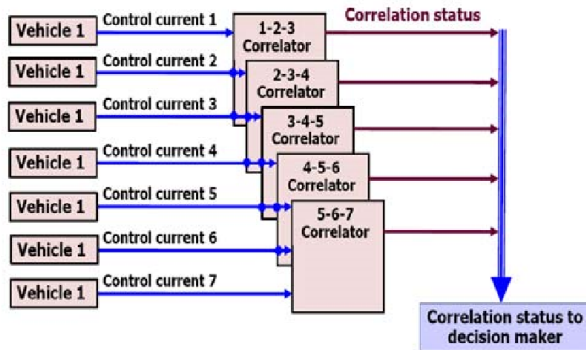 Vehicle 1
Control current 1
1-2-3
Correlator
Correlation status
Vehicle 1
Control current 2
2-3-4
Correlator
Vehicle 1
Control current 3
3-4-5
Correlator
Vehicle 1
Control current 4
4-5-6
Correlator
Vehicle 1
Control current 5
5-6-7
Correlator
Vehicle 1
Control current 6
Vehicle 1
Control current 7
Correlation status to
decision maker